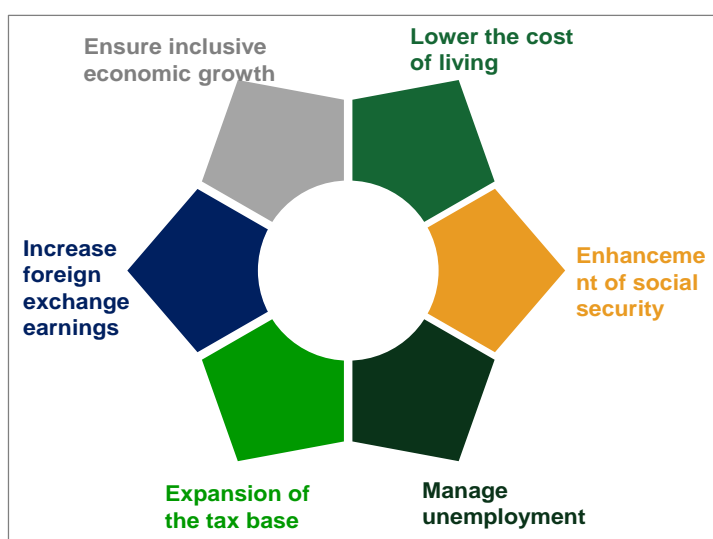 Ensure inclusive
economic growth
Lower the cost
of living
Increase
foreign
exchange
earnings
Enhanceme
nt of social
security
Expansion of
the tax base
Manage
unemployment